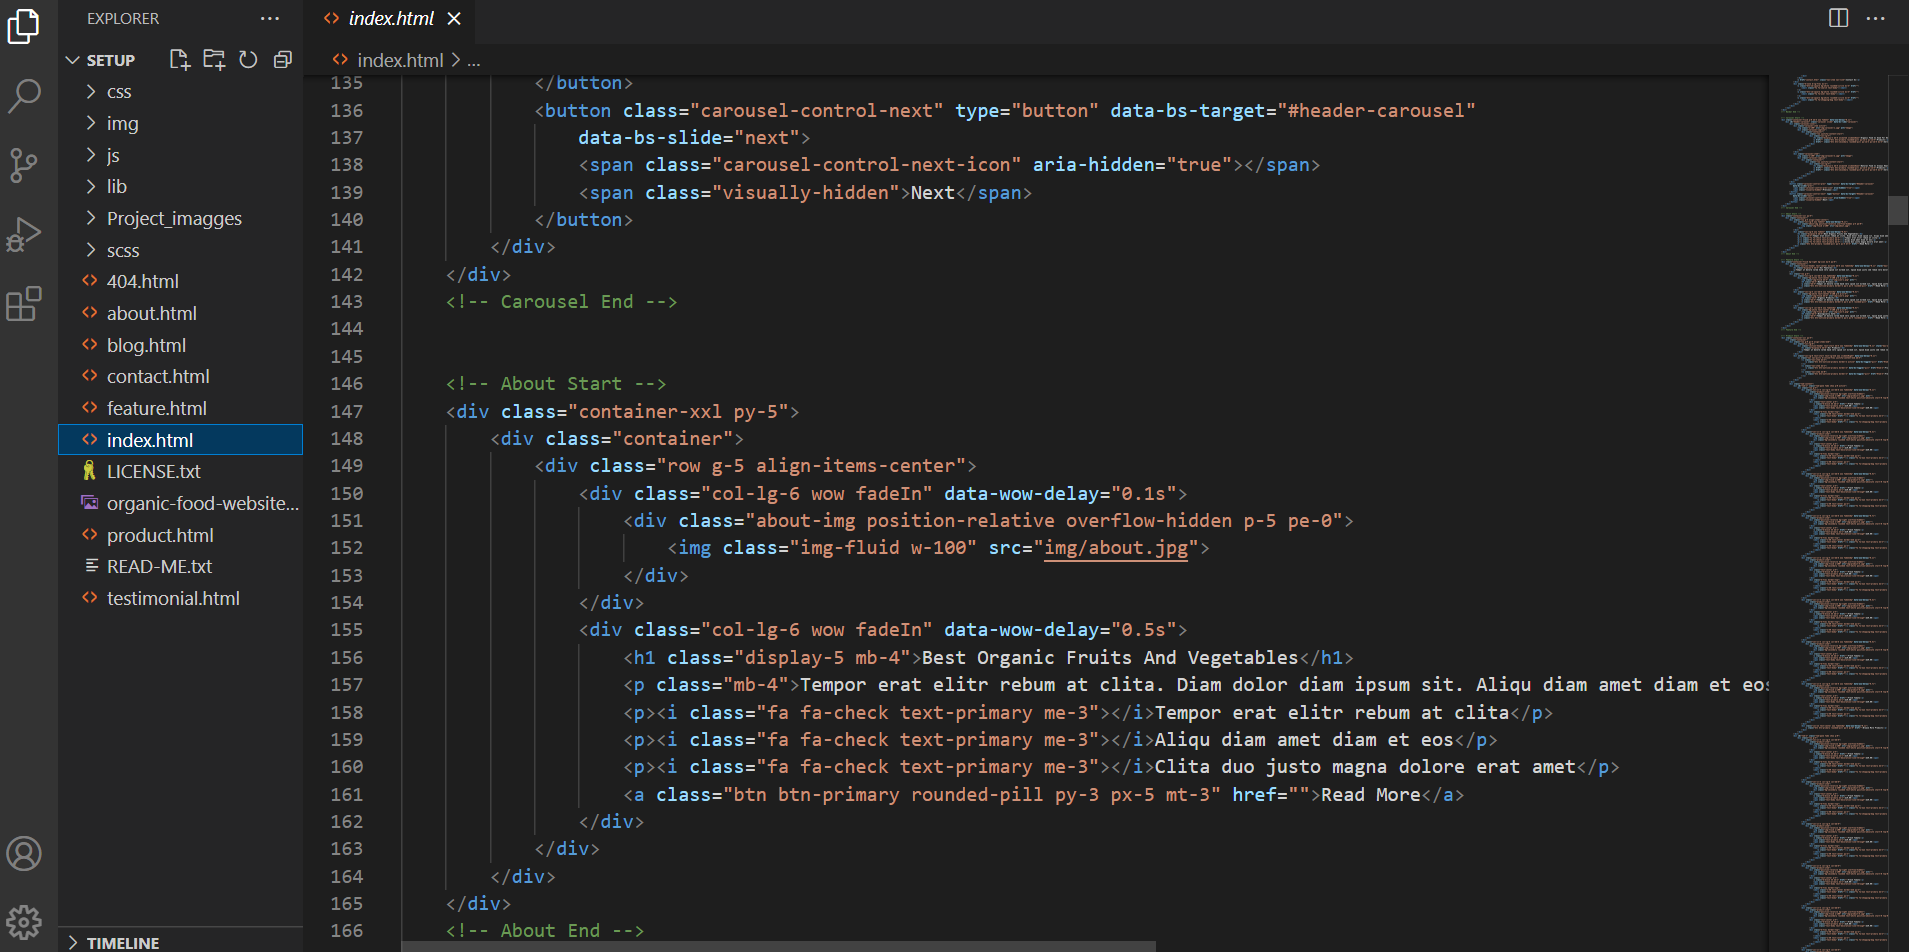 EXPLORER
SETUP
css
img
js
lib
Project_imagges
scss
404.html
about.html
blog.html
contact.html
feature.html
index.html
LICENSE.txt
organic-food-website...
product.html
READ-ME.txt
testimonial.html
TIMELINE
index.html
index.html > ...
135 </button>
136 <button class="carousel-control-next" type="button" data-bs-target="#header-carousel"
137 data-bs-slide="next">
138 <span class="carousel-control-next-icon" aria-hidden="true"></span>
139 <span class="visually-hidden">Next</span>
140 </button>
141 </div>
142 </div>
143 <!-- Carousel End -->
144
145
146 <!-- About Start -->
147 <div class="container-xxl py-5">
148 <div class="container">
149 <div class="row g-5 align-items-center">
150 <div class="col-lg-6 wow fadeIn" data-wow-delay="0.1s">
151 <div class="about-img position-relative overflow-hidden p-5 pe-0">
152 <img class="img-fluid w-100" src="img/about.jpg">
153 </div>
154 </div>
155 <div class="col-lg-6 wow fadeIn" data-wow-delay="0.5s">
156 <h1 class="display-5 mb-4">Best Organic Fruits And Vegetables</h1>
157 <p class="mb-4">Tempor erat elitr rebum at clita. Diam dolor diam ipsum sit. Aliqu diam amet diam et eos
158 <p><i class="fa fa-check text-primary me-3"></i>Tempor erat elitr rebum at clita</p>
159 <p><i class="fa fa-check text-primary me-3"></i>Aliqu diam amet diam et eos</p>
160 <p><i class="fa fa-check text-primary me-3"></i>Clita duo justo magna dolore erat amet</p>
161 <a class="btn btn-primary rounded-pill py-3 px-5 mt-3" href="">Read More</a>
162 </div>
163 </div>
164 </div>
165 </div>
166 <!-- About End -->